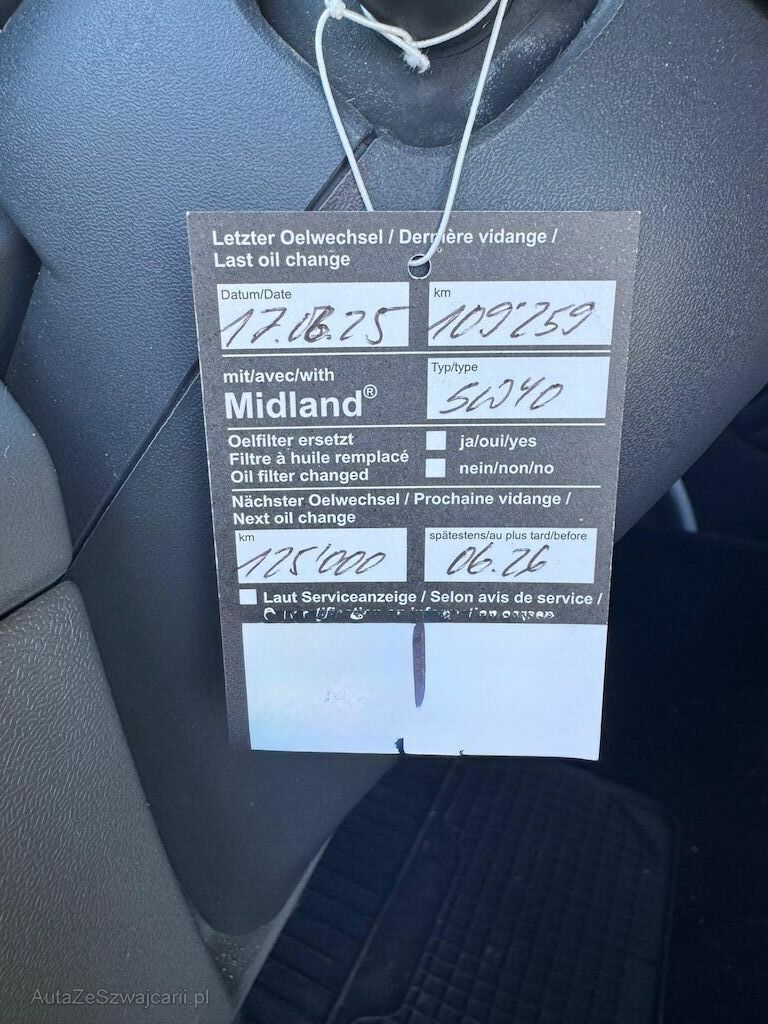 Letzter Oelwechsel / Dernière vidange /
Last oil change
Datum/Date
km
17.06.25
109'259
mit/avec/with
Midland®
Typ/type
5W40
Oelfilter ersetzt
Filtre à huile remplacé
Oil filter changed
ja/oui/yes
nein/non/no
Nächster Oelwechsel / Prochaine vidange /
Next oil change
km
125'000
spätestens/au plus tard/before
06.26
Laut Serviceanzeige / Selon avis de service /
AutaZeSzwajcarii.pl